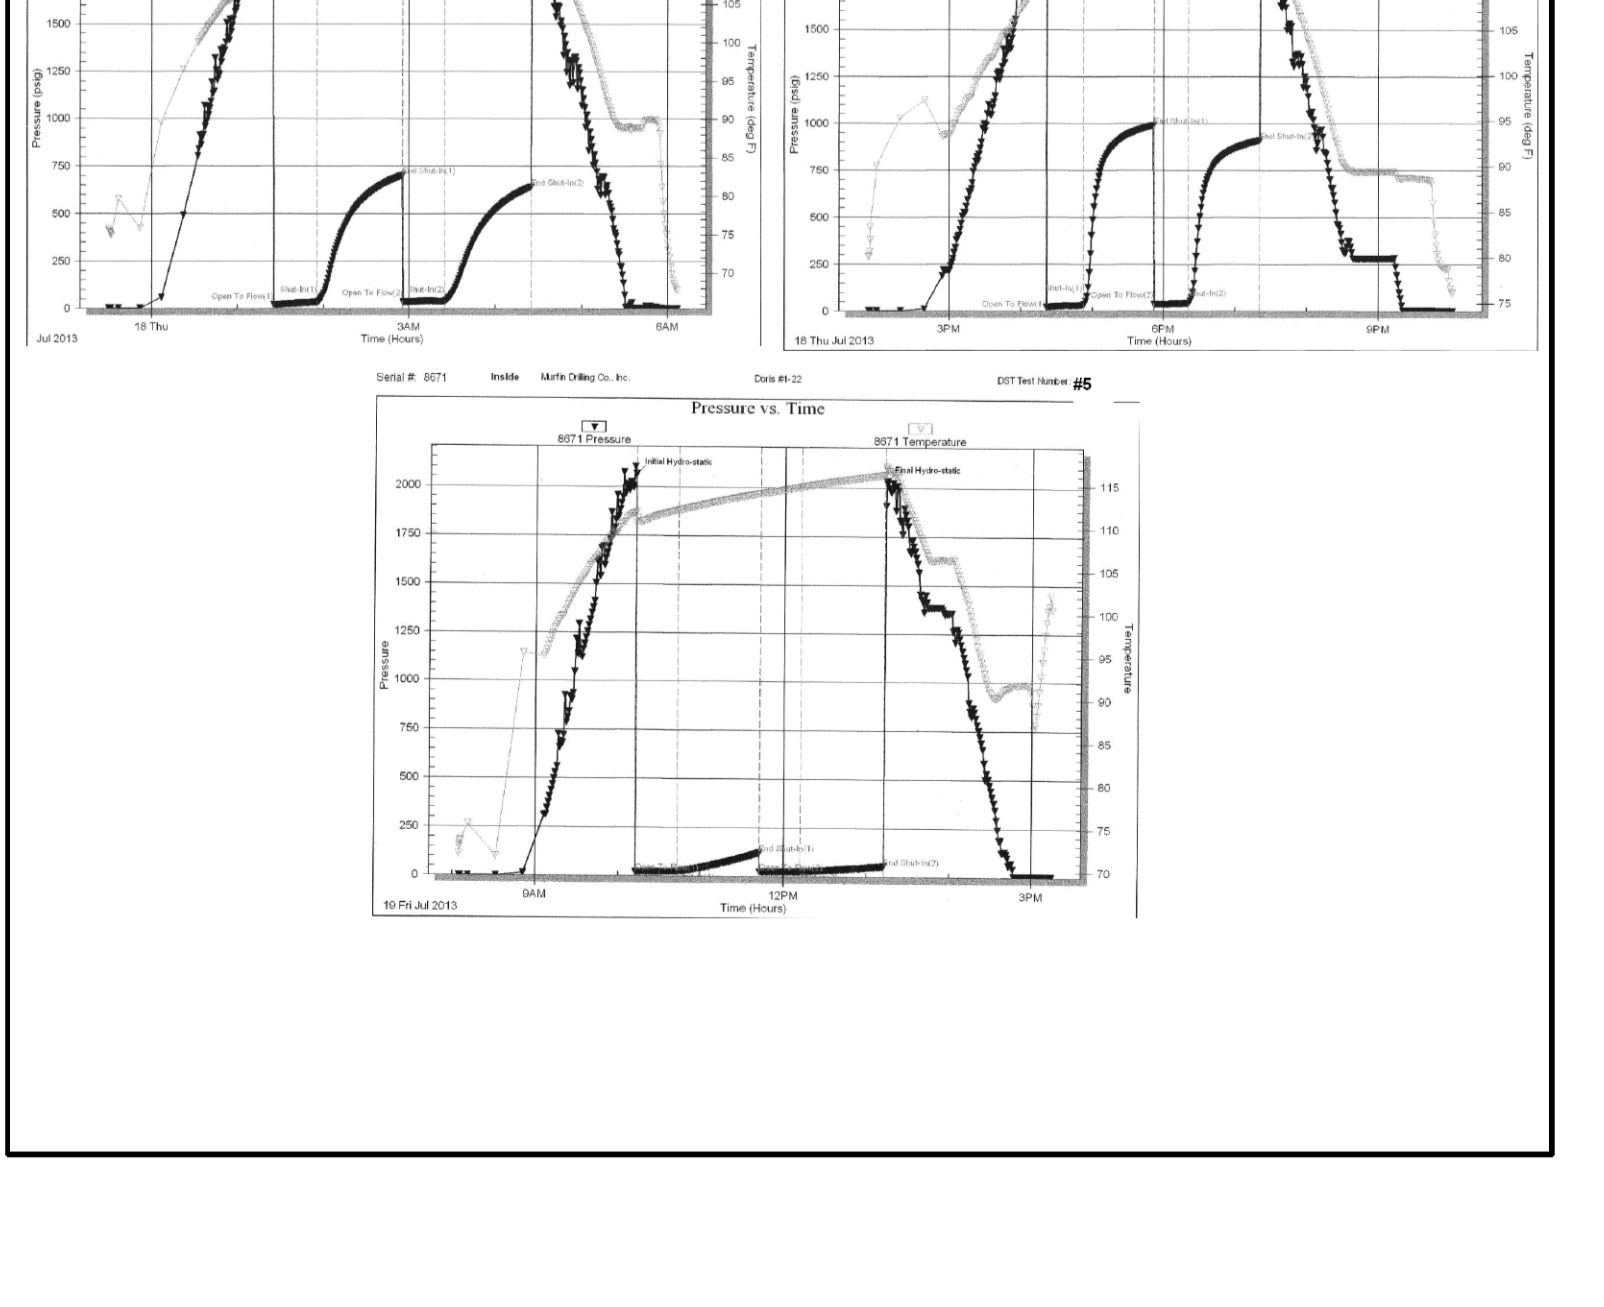 1500
1250
1000
750
500
250
0
Pressure (psig)
105
100
95
90
85
80
75
70
Temperature (deg F)
Open To Flow(1)
Shut-In(1)
End Shut-In(1)
Open To Flow(2)
Shut-In(2)
End Shut-In(2)
18 Thu
3AM
6AM
Jul 2013
Time (Hours)
1500
1250
1000
750
500
250
0
Pressure (psig)
105
100
95
90
85
80
75
Temperature (deg F)
Open To Flow(1)
Shut-In(1)
End Shut-In(1)
Open To Flow(2)
Shut-In(2)
End Shut-In(2)
3PM
6PM
9PM
18 Thu Jul 2013
Time (Hours)
Serial #: 8671 Inside Murfin Drilling Co., Inc. Doris #1-22 DST Test Number: #5
Pressure vs. Time
8671 Pressure
8671 Temperature
Initial Hydro-static
Final Hydro-static
2000
1750
1500
1250
1000
750
500
250
0
Pressure
115
110
105
100
95
90
85
80
75
70
Temperature
End Shut-In(1)
End Shut-In(2)
9AM
12PM
3PM
19 Fri Jul 2013
Time (Hours)